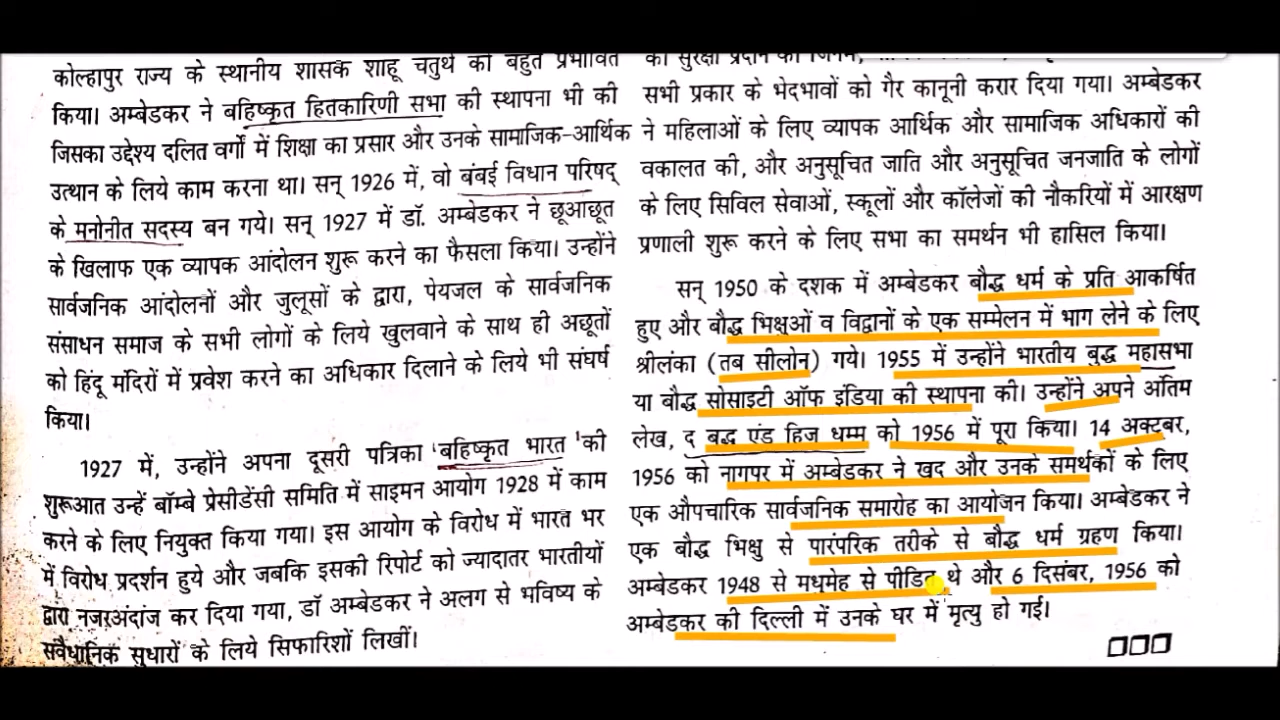 कोल्हापुर राज्य के स्थानीय शासक शाहू चतुर्थ को बहुत प्रभावित
किया। अम्बेडकर ने बहिष्कृत हितकारिणी सभा की स्थापना भी की
जिसका उद्देश्य दलित वर्गों में शिक्षा का प्रसार और उनके सामाजिक-आर्थिक
उत्थान के लिये काम करना था। सन् 1926 में, वो बंबई विधान परिषद्
के मनोनीत सदस्य बन गये। सन् 1927 में डॉ. अम्बेडकर ने छूआछूत
के खिलाफ एक व्यापक आंदोलन शुरू करने का फैसला किया। उन्होंने
सार्वजनिक आंदोलनों और जुलूसों के द्वारा, पेयजल के सार्वजनिक
संसाधन समाज के सभी लोगों के लिये खुलवाने के साथ ही अछूतों
को हिंदू मंदिरों में प्रवेश करने का अधिकार दिलाने के लिये भी संघर्ष
किया।
1927 में, उन्होंने अपना दूसरी पत्रिका 'बहिष्कृत भारत' की
शुरूआत उन्हें बॉम्बे प्रेसीडेंसी समिति में साइमन आयोग 1928 में काम
करने के लिए नियुक्त किया गया। इस आयोग के विरोध में भारत भर
में विरोध प्रदर्शन हुये और जबकि इसकी रिपोर्ट को ज्यादातर भारतीयों
द्वारा नजरअंदांज कर दिया गया, डॉ अम्बेडकर ने अलग से भविष्य के
संवैधानिक सुधारों के लिये सिफारिशों लिखीं।
को सुरक्षा प्रदान की
सभी प्रकार के भेदभावों को गैर कानूनी करार दिया गया। अम्बेडकर
ने महिलाओं के लिए व्यापक आर्थिक और सामाजिक अधिकारों की
वकालत की, और अनुसूचित जाति और अनुसूचित जनजाति के लोगों
के लिए सिविल सेवाओं, स्कूलों और कॉलेजों की नौकरियों में आरक्षण
प्रणाली शुरू करने के लिए सभा का समर्थन भी हासिल किया।
सन् 1950 के दशक में अम्बेडकर बौद्ध धर्म के प्रति आकर्षित
हुए और बौद्ध भिक्षुओं व विद्वानों के एक सम्मेलन में भाग लेने के लिए
श्रीलंका (तब सीलोन) गये। 1955 में उन्होंने भारतीय बुद्ध महासभा
या बौद्ध सोसाइटी ऑफ इंडिया की स्थापना की। उन्होंने अपने अंतिम
लेख, द बुद्ध एंड हिज धम्म को 1956 में पूरा किया। 14 अक्टूबर,
1956 को नागपुर में अम्बेडकर ने खुद और उनके समर्थकों के लिए
एक औपचारिक सार्वजनिक समारोह का आयोजन किया। अम्बेडकर ने
एक बौद्ध भिक्षु से पारंपरिक तरीके से बौद्ध धर्म ग्रहण किया।
अम्बेडकर 1948 से मधुमेह से पीड़ित थे और 6 दिसंबर, 1956 को
अम्बेडकर की दिल्ली में उनके घर में मृत्यु हो गई।